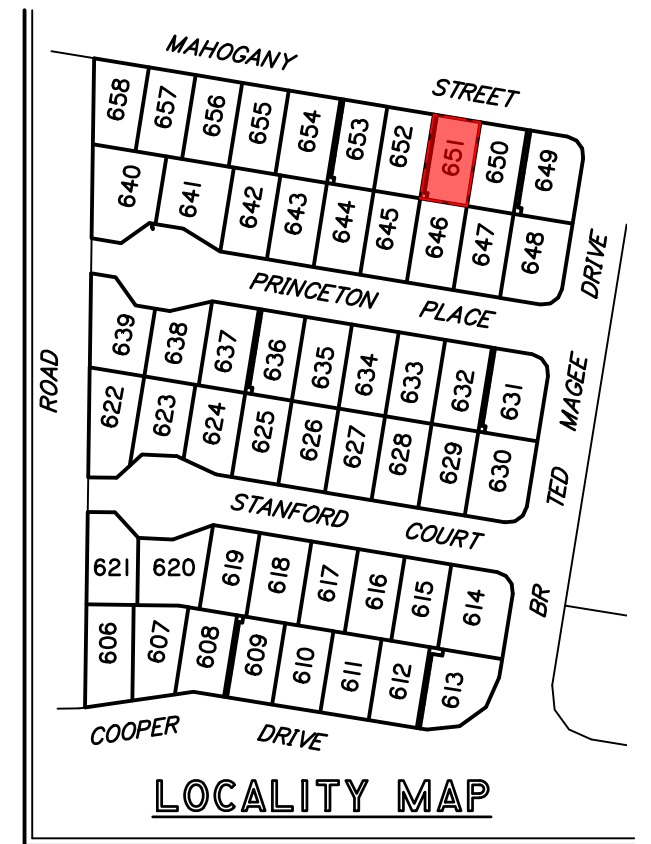 MAHOGANY STREET
658 657 656 655 654 653 652 651 650 649
640 641 642 643 644 645 646 647 648
DRIVE
PRINCETON PLACE
639 638 637 636 635 634 633 632 631
ROAD
MAGEE
622 623 624 625 626 627 628 629 630
TED
STANFORD COURT
621 620 619 618 617 616 615 614
BR
606 607 608 609 610 611 612 613
COOPER DRIVE
LOCALITY MAP